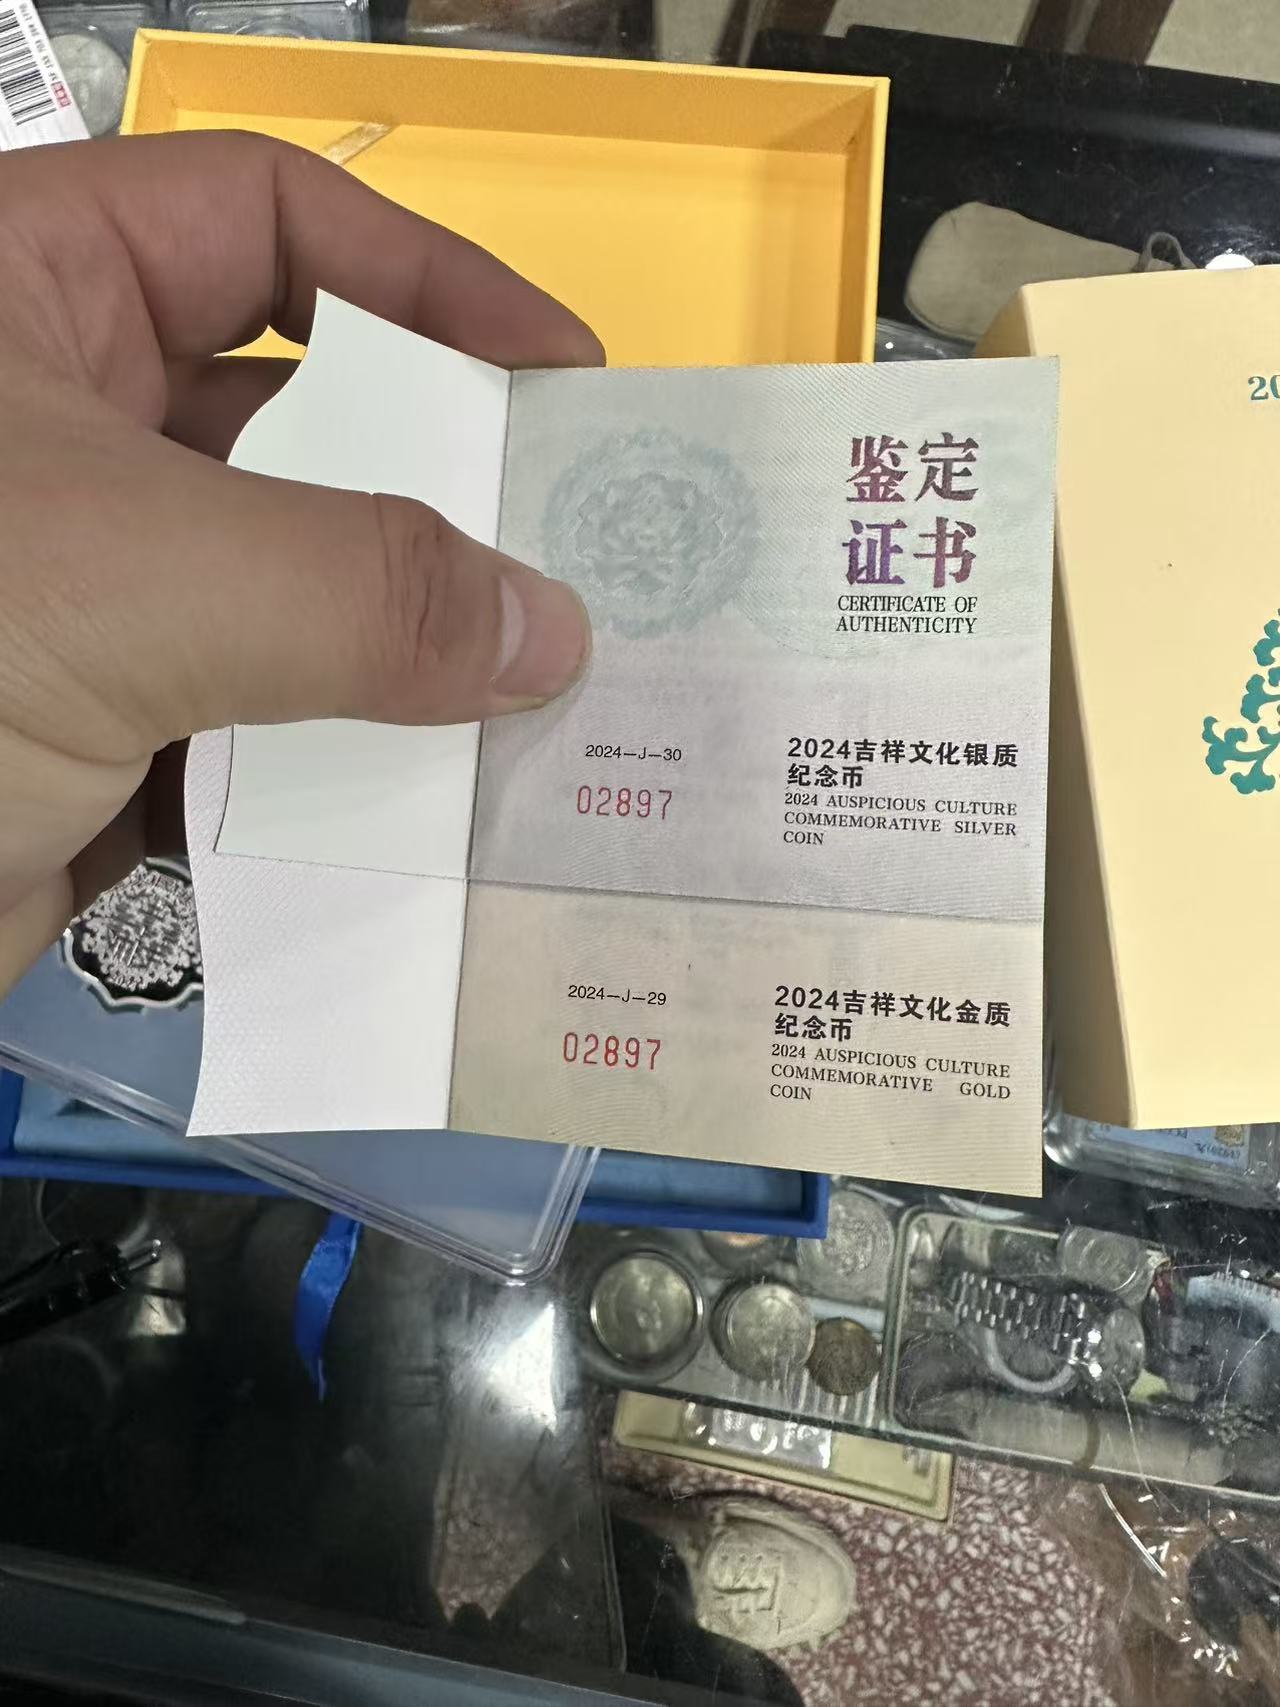 鉴定
证书
CERTIFICATE OF
AUTHENTICITY
2024—J—30
02897
2024吉祥文化银质
纪念币
2024 AUSPICIOUS CULTURE
COMMEMORATIVE SILVER
COIN
2024—J—29
02897
2024吉祥文化金质
纪念币
2024 AUSPICIOUS CULTURE
COMMEMORATIVE GOLD
COIN
20